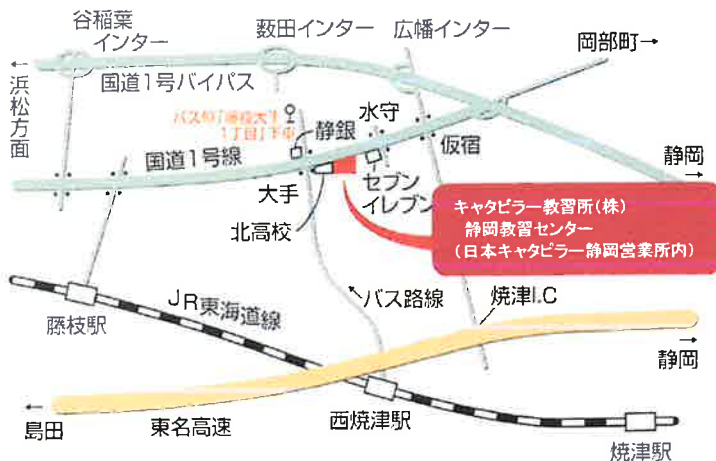 谷稲葉
インター
薮田インター
広幡インター
岡部町→
←
浜松方面
国道1号バイパス
バス停「藤枝大手
1丁目」下車
静銀
水守
仮宿
国道1号線
静岡
→
大手
北高校
セブン
イレブン
キャタピラー教習所(株)
静岡教習センター
(日本キャタピラー静岡営業所内)
JR東海道線
バス路線
焼津I.C
藤枝駅
→
静岡
←
島田
東名高速
西焼津駅
焼津駅